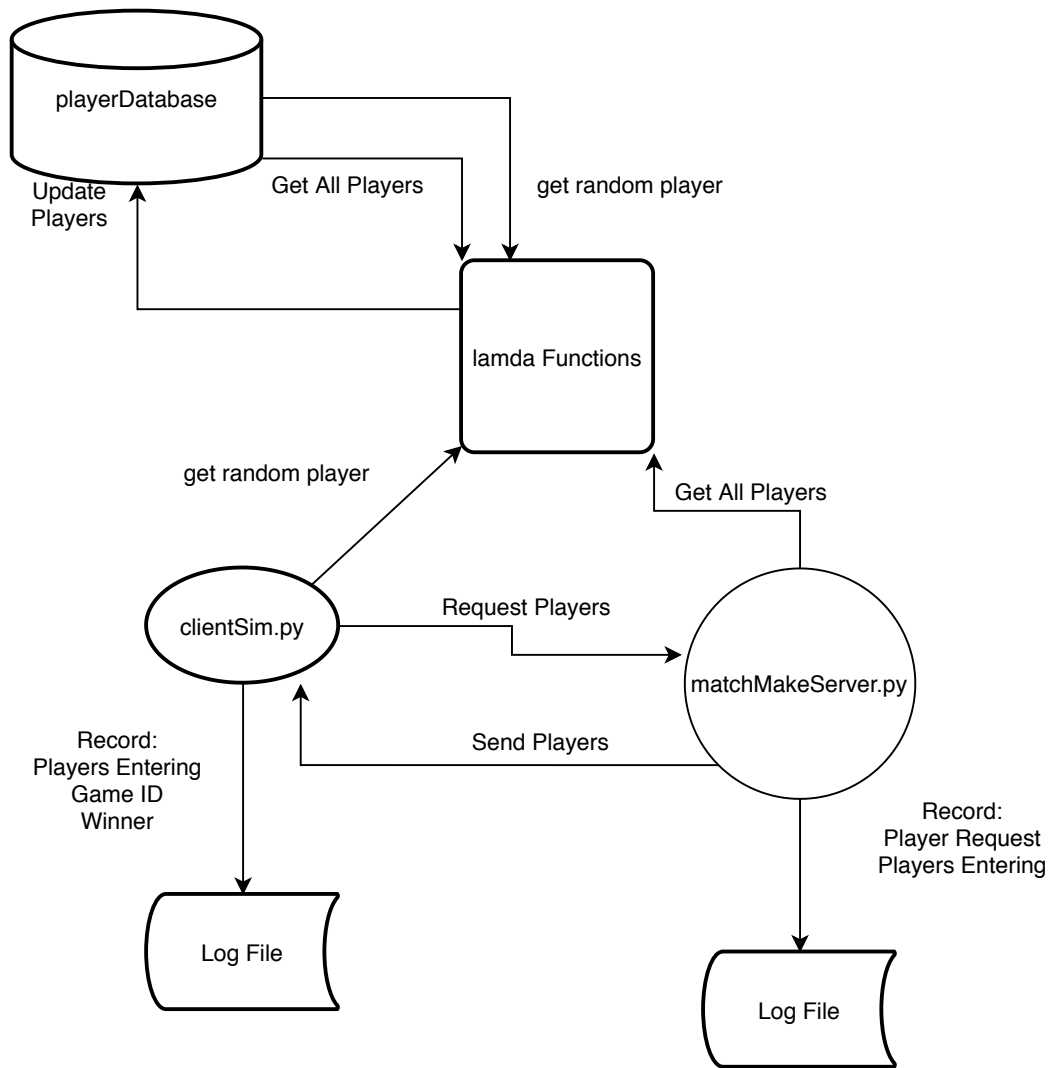 playerDatabase
Update
Players
Get All Players
get random player
lamda Functions
get random player
Get All Players
clientSim.py
Request Players
matchMakeServer.py
Send Players
Record:
Players Entering
Game ID
Winner
Record:
Player Request
Players Entering
Log File
Log File